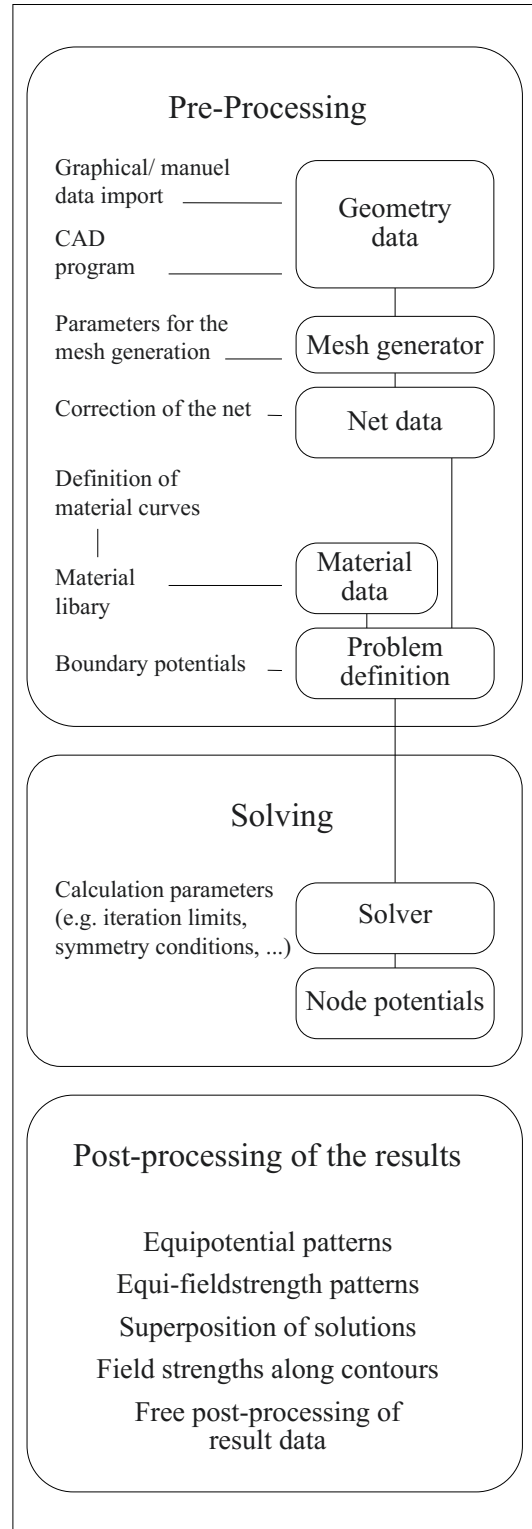 Pre-Processing
Graphical/ manuel
data import
Geometry
data
CAD
program
Parameters for the
mesh generation
Mesh generator
Correction of the net
Net data
Definition of
material curves
Material
libary
Material
data
Boundary potentials
Problem
definition
Solving
Calculation parameters
(e.g. iteration limits,
symmetry conditions, ...)
Solver
Node potentials
Post-processing of the results
Equipotential patterns
Equi-fieldstrength patterns
Superposition of solutions
Field strengths along contours
Free post-processing of
result data